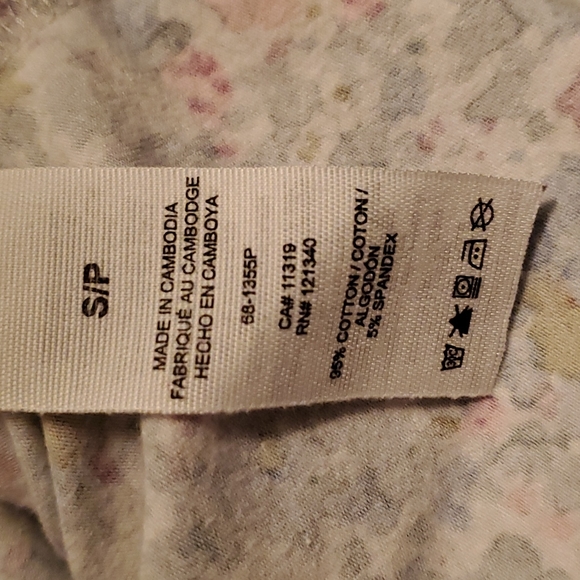 S/P
MADE IN CAMBODIA
FABRIQUÉ AU CAMBODGE
HECHO EN CAMBOYA
68-1355P
CA# 11319
RN# 121340
95% COTTON / COTON /
ALGODÓN
5% SPANDEX